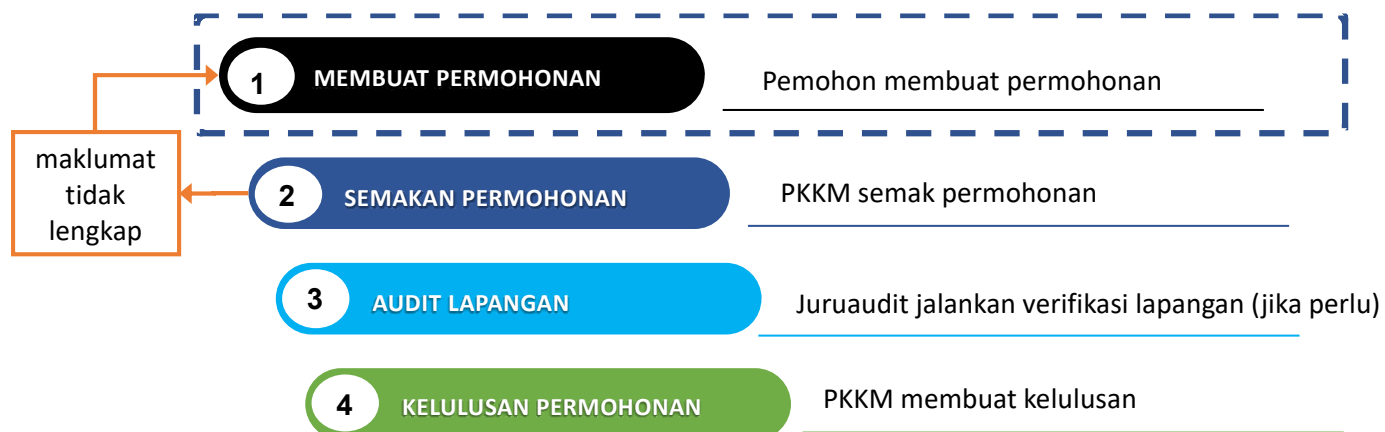 1
MEMBUAT PERMOHONAN
Pemohon membuat permohonan
maklumat
tidak
lengkap
2
SEMAKAN PERMOHONAN
PKKM semak permohonan
3
AUDIT LAPANGAN
Juruaudit jalankan verifikasi lapangan (jika perlu)
4
KELULUSAN PERMOHONAN
PKKM membuat kelulusan